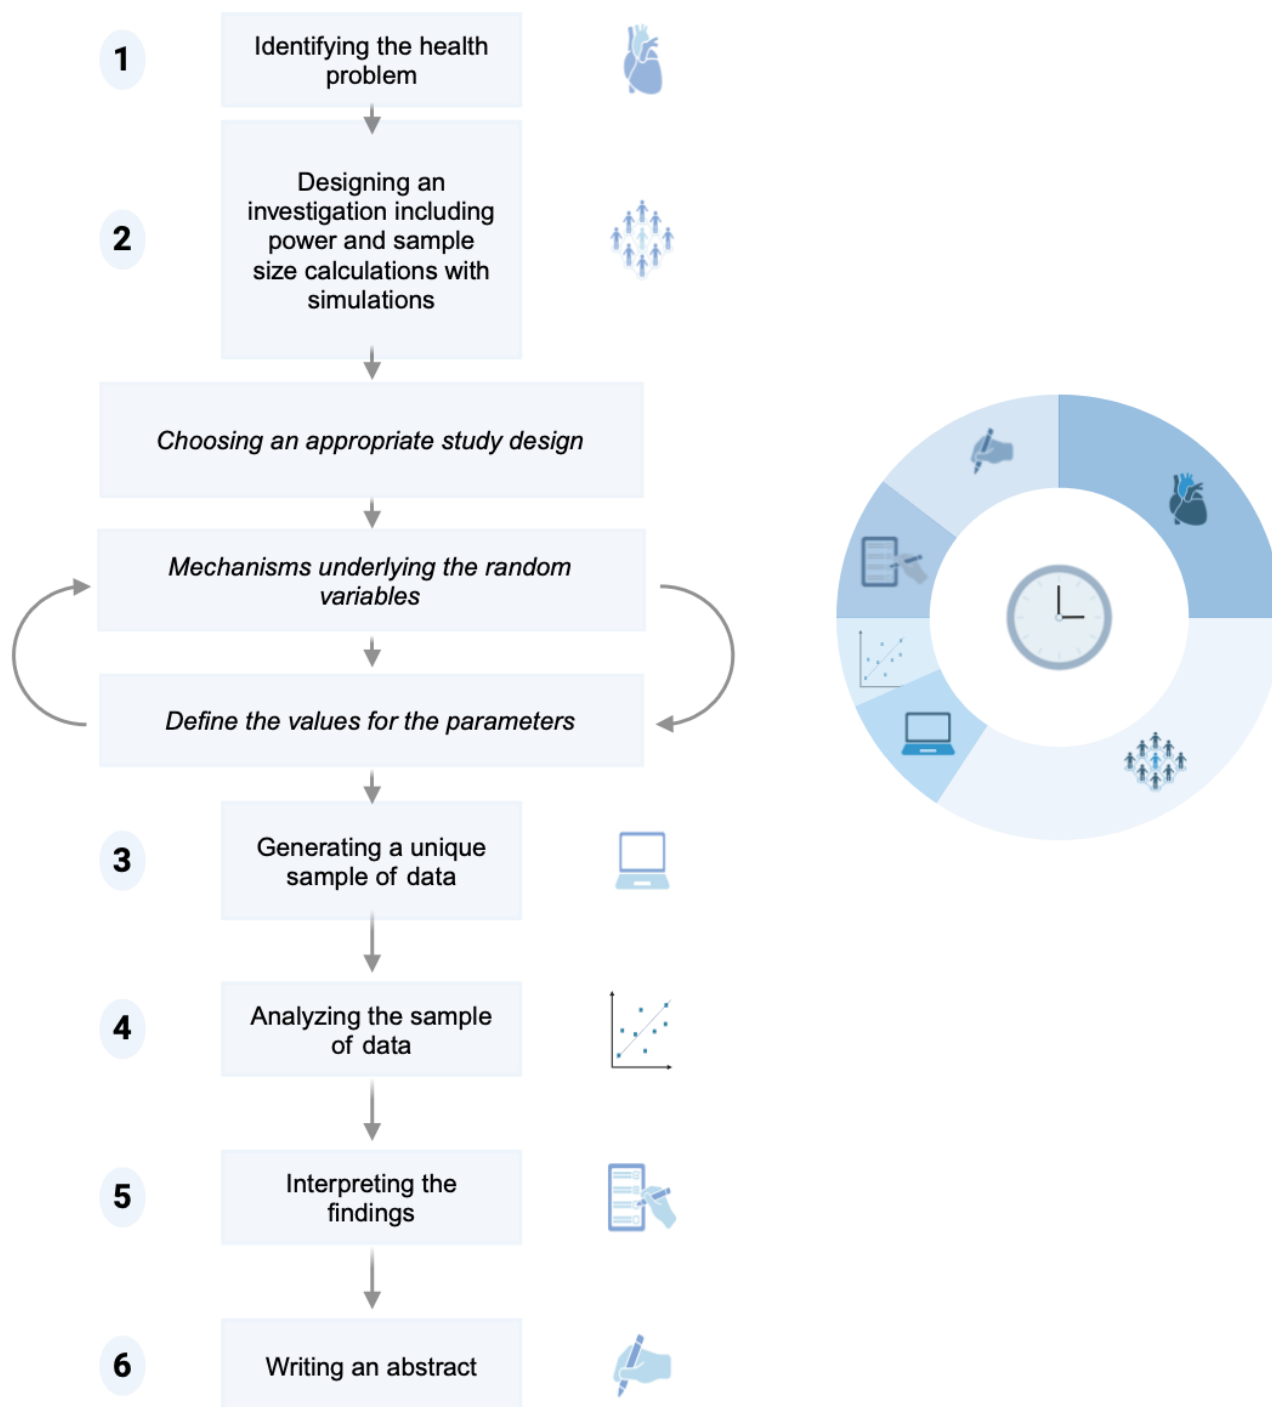 1
Identifying the health
problem
2
Designing an
investigation including
power and sample
size calculations with
simulations
Choosing an appropriate study design
Mechanisms underlying the random
variables
Define the values for the parameters
3
Generating a unique
sample of data
4
Analyzing the sample
of data
5
Interpreting the
findings
6
Writing an abstract